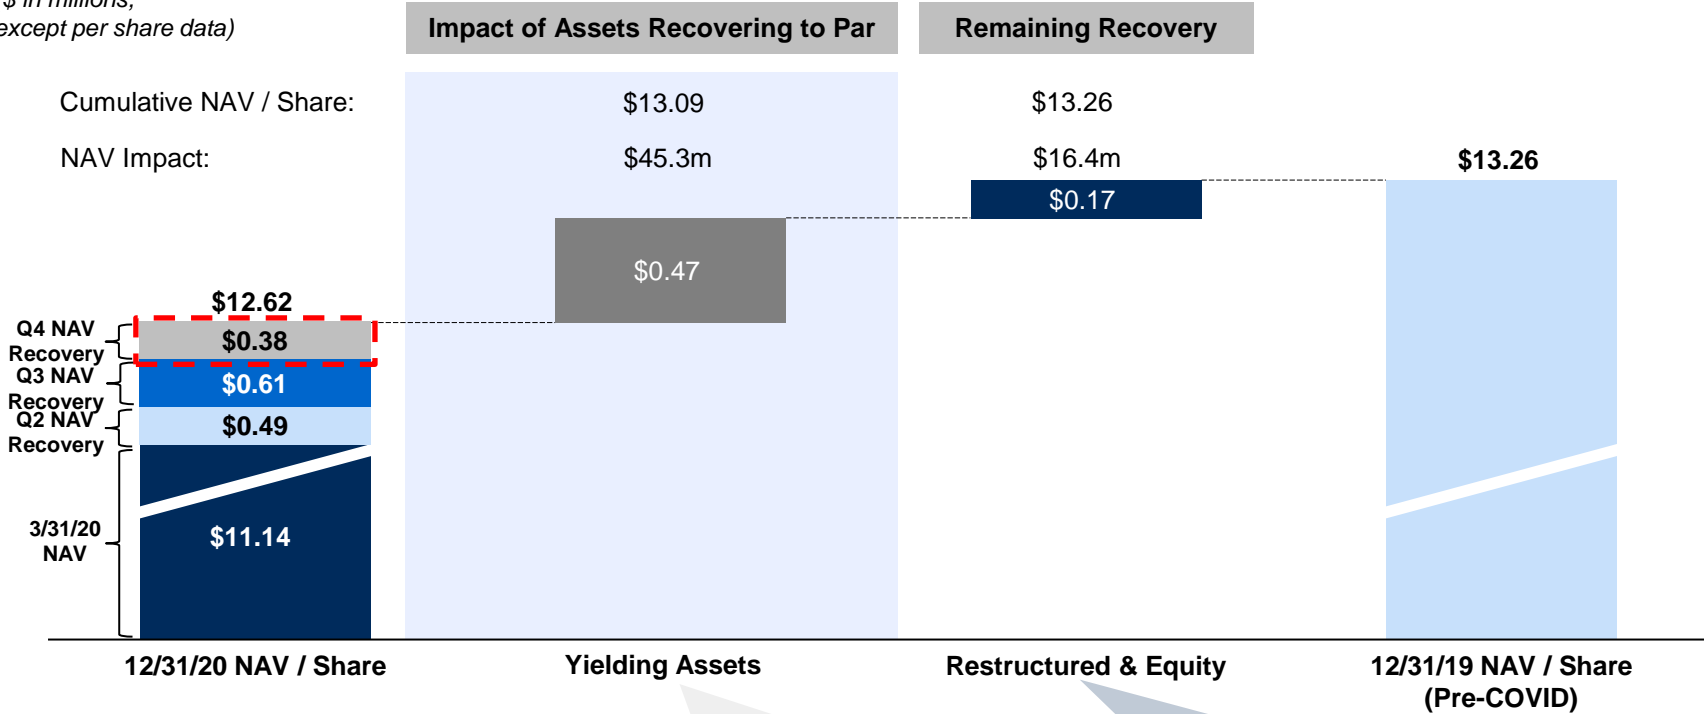 $ in millions,
except per share data)
Impact of Assets Recovering to Par
Remaining Recovery
Cumulative NAV / Share:
$13.09
$13.26
NAV Impact:
$45.3m
$16.4m
$13.26
$0.17
$0.47
$12.62
Q4 NAV
Recovery
$0.38
Q3 NAV
Recovery
$0.61
Q2 NAV
Recovery
$0.49
3/31/20
NAV
$11.14
12/31/20 NAV / Share
Yielding Assets
Restructured & Equity
12/31/19 NAV / Share
(Pre-COVID)